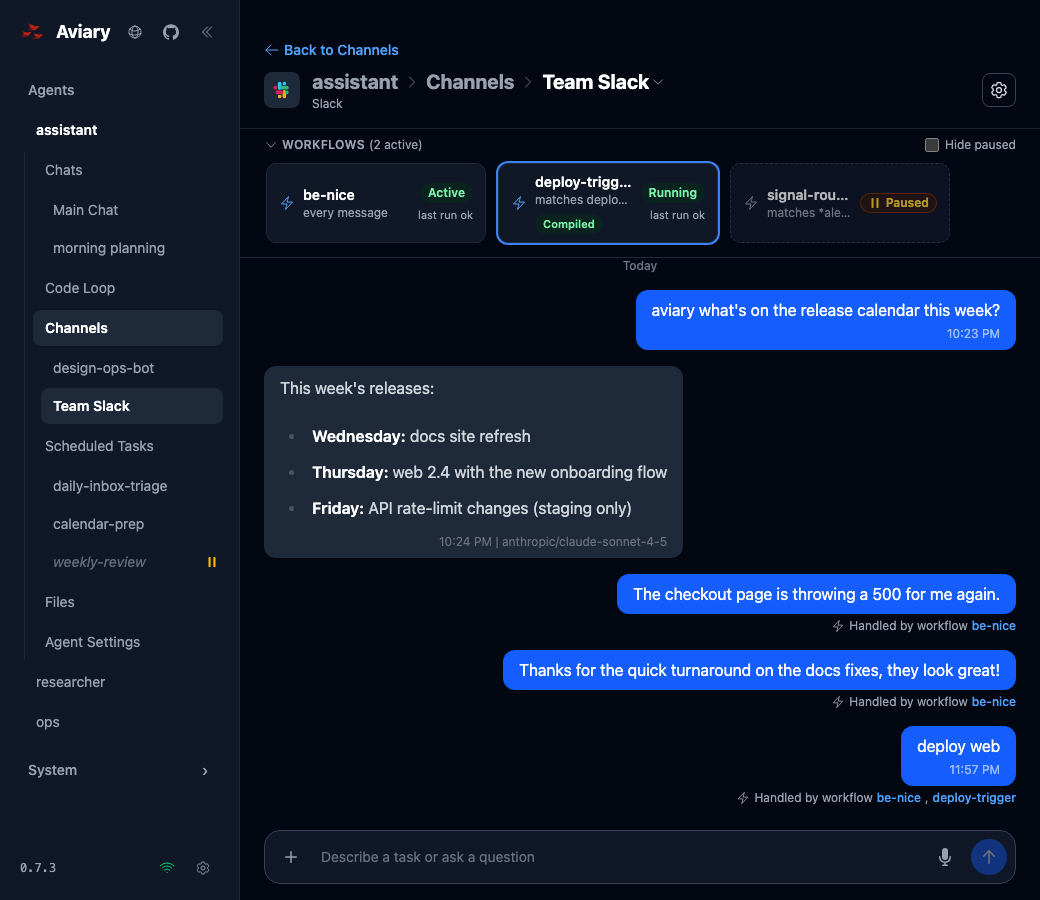 Aviary
Agents
assistant
Chats
Main Chat
morning planning
Code Loop
Channels
design-ops-bot
Team Slack
Scheduled Tasks
daily-inbox-triage
calendar-prep
weekly-review
Files
Agent Settings
researcher
ops
System
0.7.3
Back to Channels
assistant Channels Team Slack
Slack
WORKFLOWS (2 active)
Hide paused
be-nice
every message
Active
last run ok
deploy-trigg...
matches deplo...
Compiled
Running
last run ok
signal-rou...
matches *ale...
Paused
Today
aviary what's on the release calendar this week?
10:23 PM
This week's releases:
Wednesday: docs site refresh
Thursday: web 2.4 with the new onboarding flow
Friday: API rate-limit changes (staging only)
10:24 PM | anthropic/claude-sonnet-4-5
The checkout page is throwing a 500 for me again.
Handled by workflow be-nice
Thanks for the quick turnaround on the docs fixes, they look great!
Handled by workflow be-nice
deploy web
11:57 PM
Handled by workflow be-nice , deploy-trigger
Describe a task or ask a question